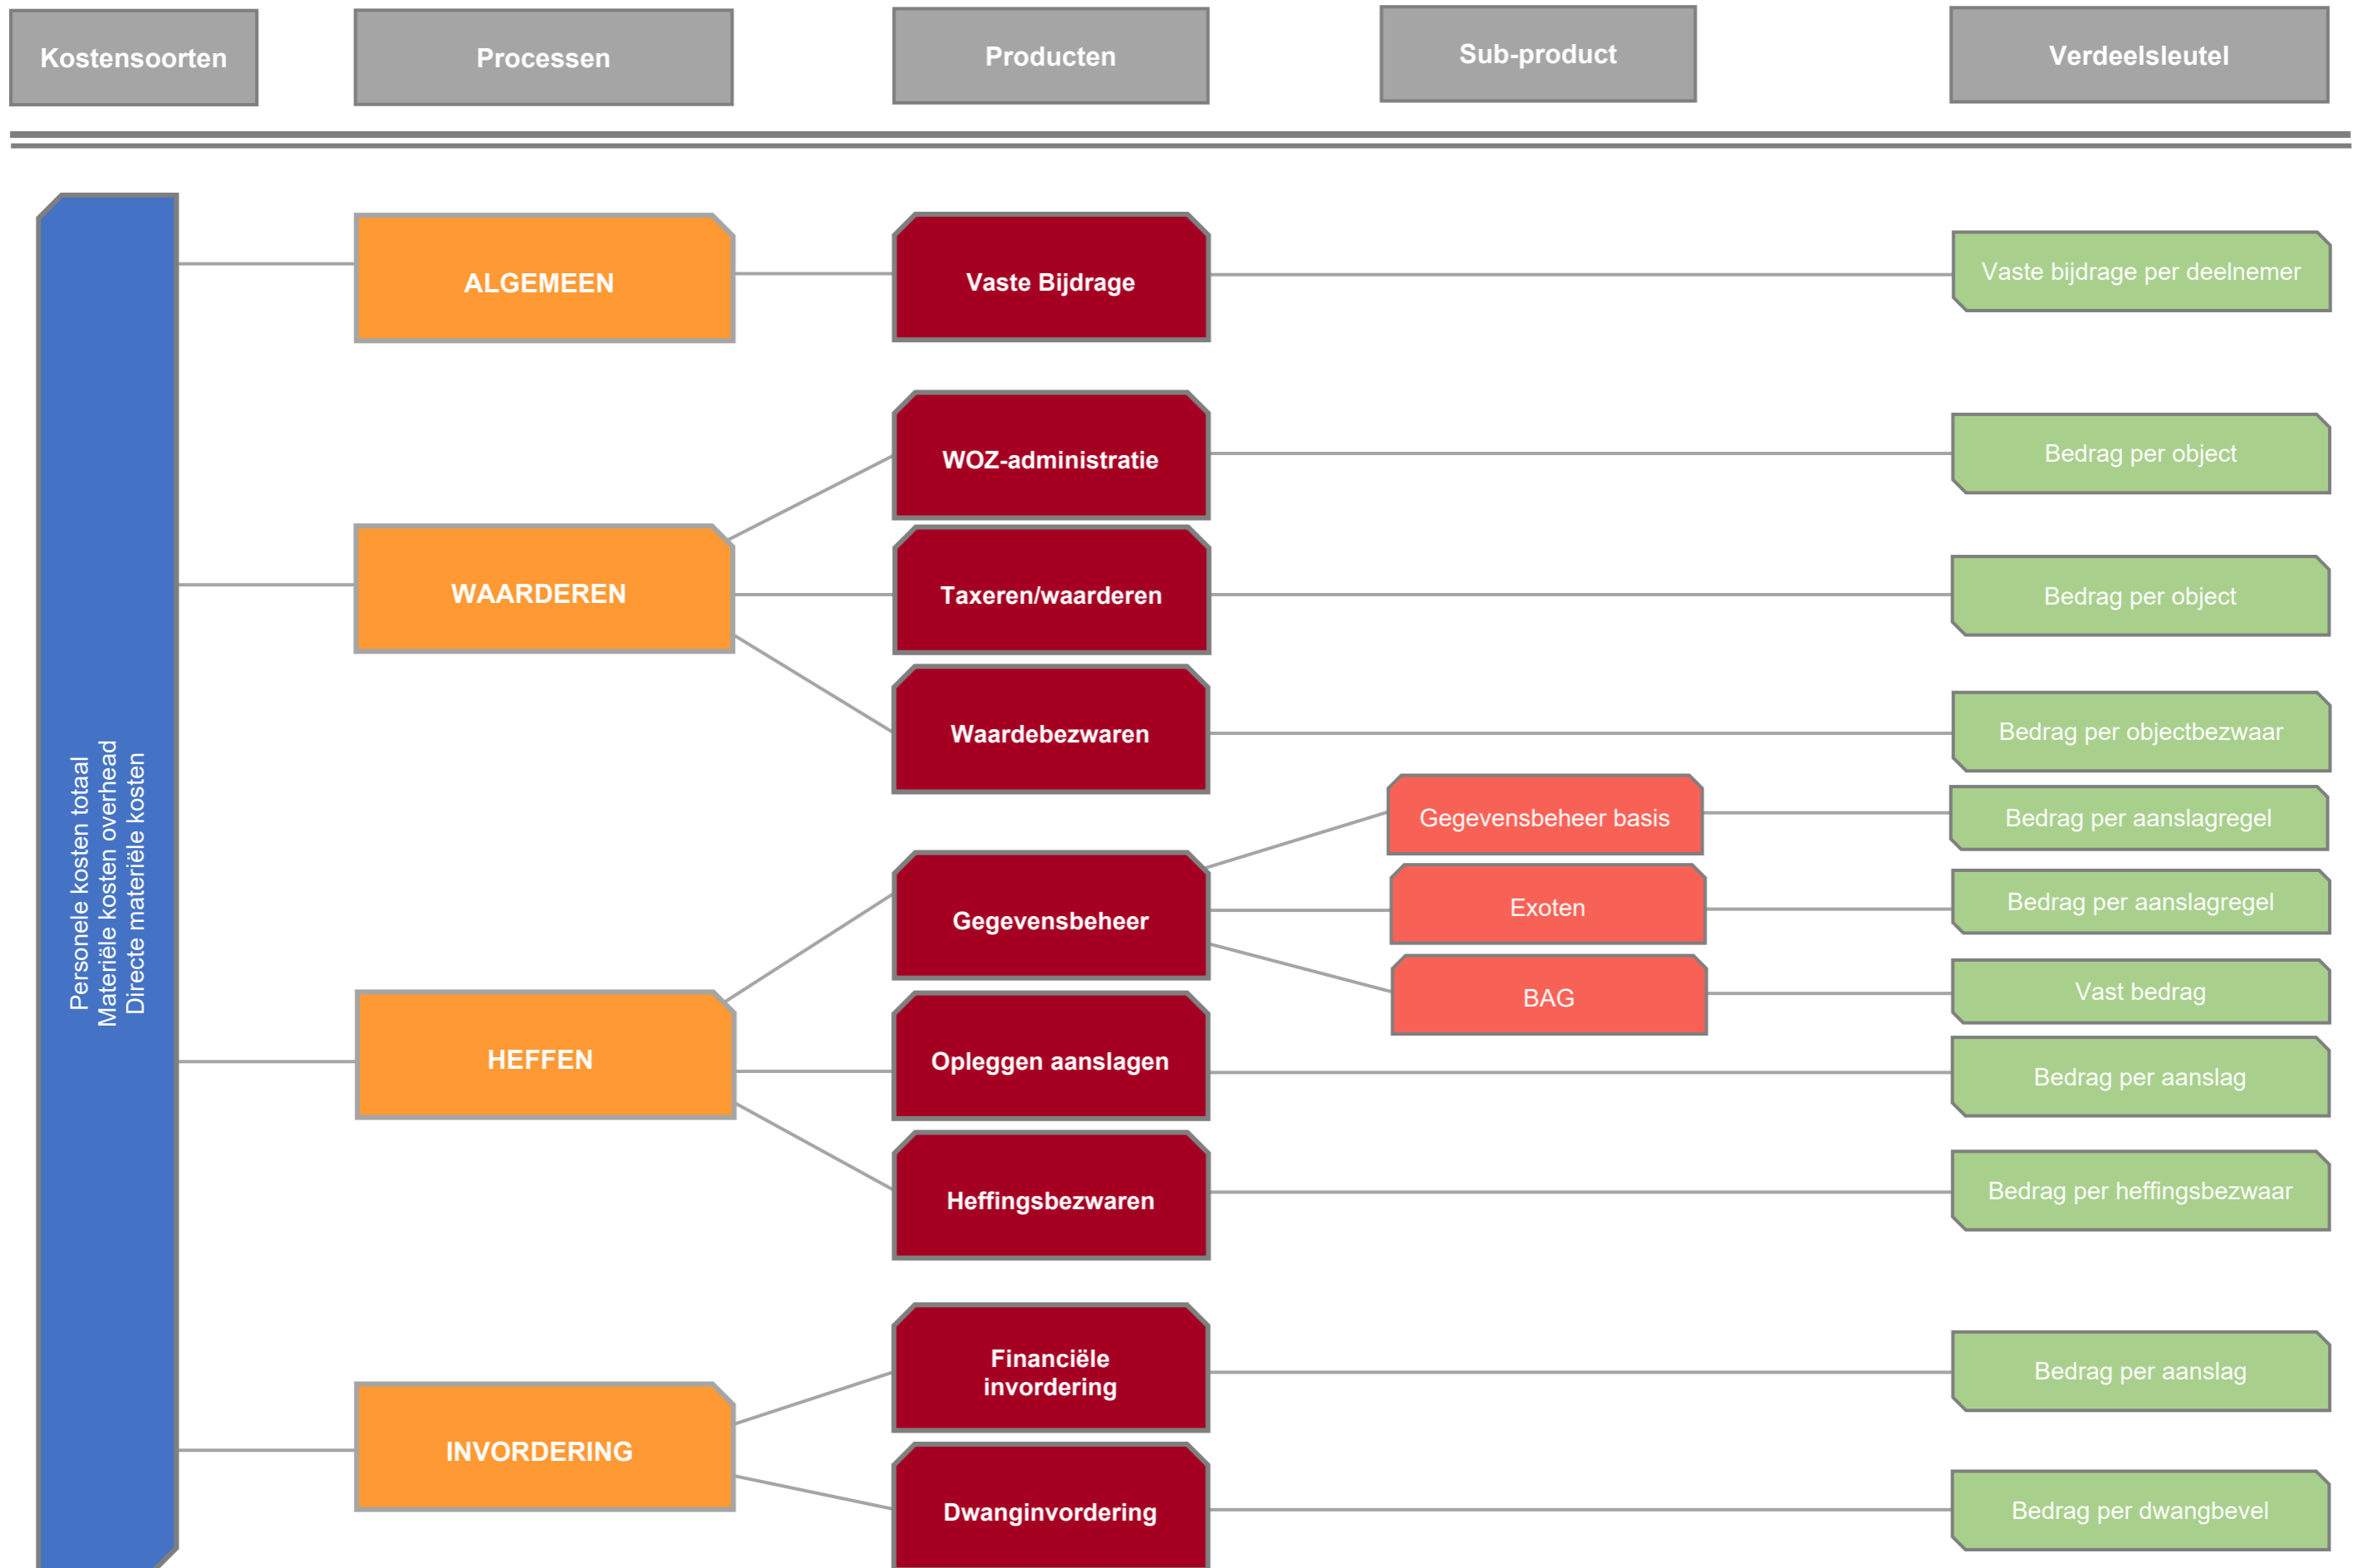 Kostensoorten
Processen
Producten
Sub-product
Verdeelsleutel
Personele kosten totaal
Materiële kosten overhead
Directe materiële kosten
ALGEMEEN
Vaste Bijdrage
Vaste bijdrage per deelnemer
WAARDEREN
WOZ-administratie
Bedrag per object
Taxeren/waarderen
Bedrag per object
Waardebezwaren
Bedrag per objectbezwaar
HEFFEN
Gegevensbeheer
Gegevensbeheer basis
Bedrag per aanslagregel
Exoten
Bedrag per aanslagregel
BAG
Vast bedrag
Opleggen aanslagen
Bedrag per aanslag
Heffingsbezwaren
Bedrag per heffingsbezwaar
INVORDERING
Financiële
invordering
Bedrag per aanslag
Dwanginvordering
Bedrag per dwangbevel